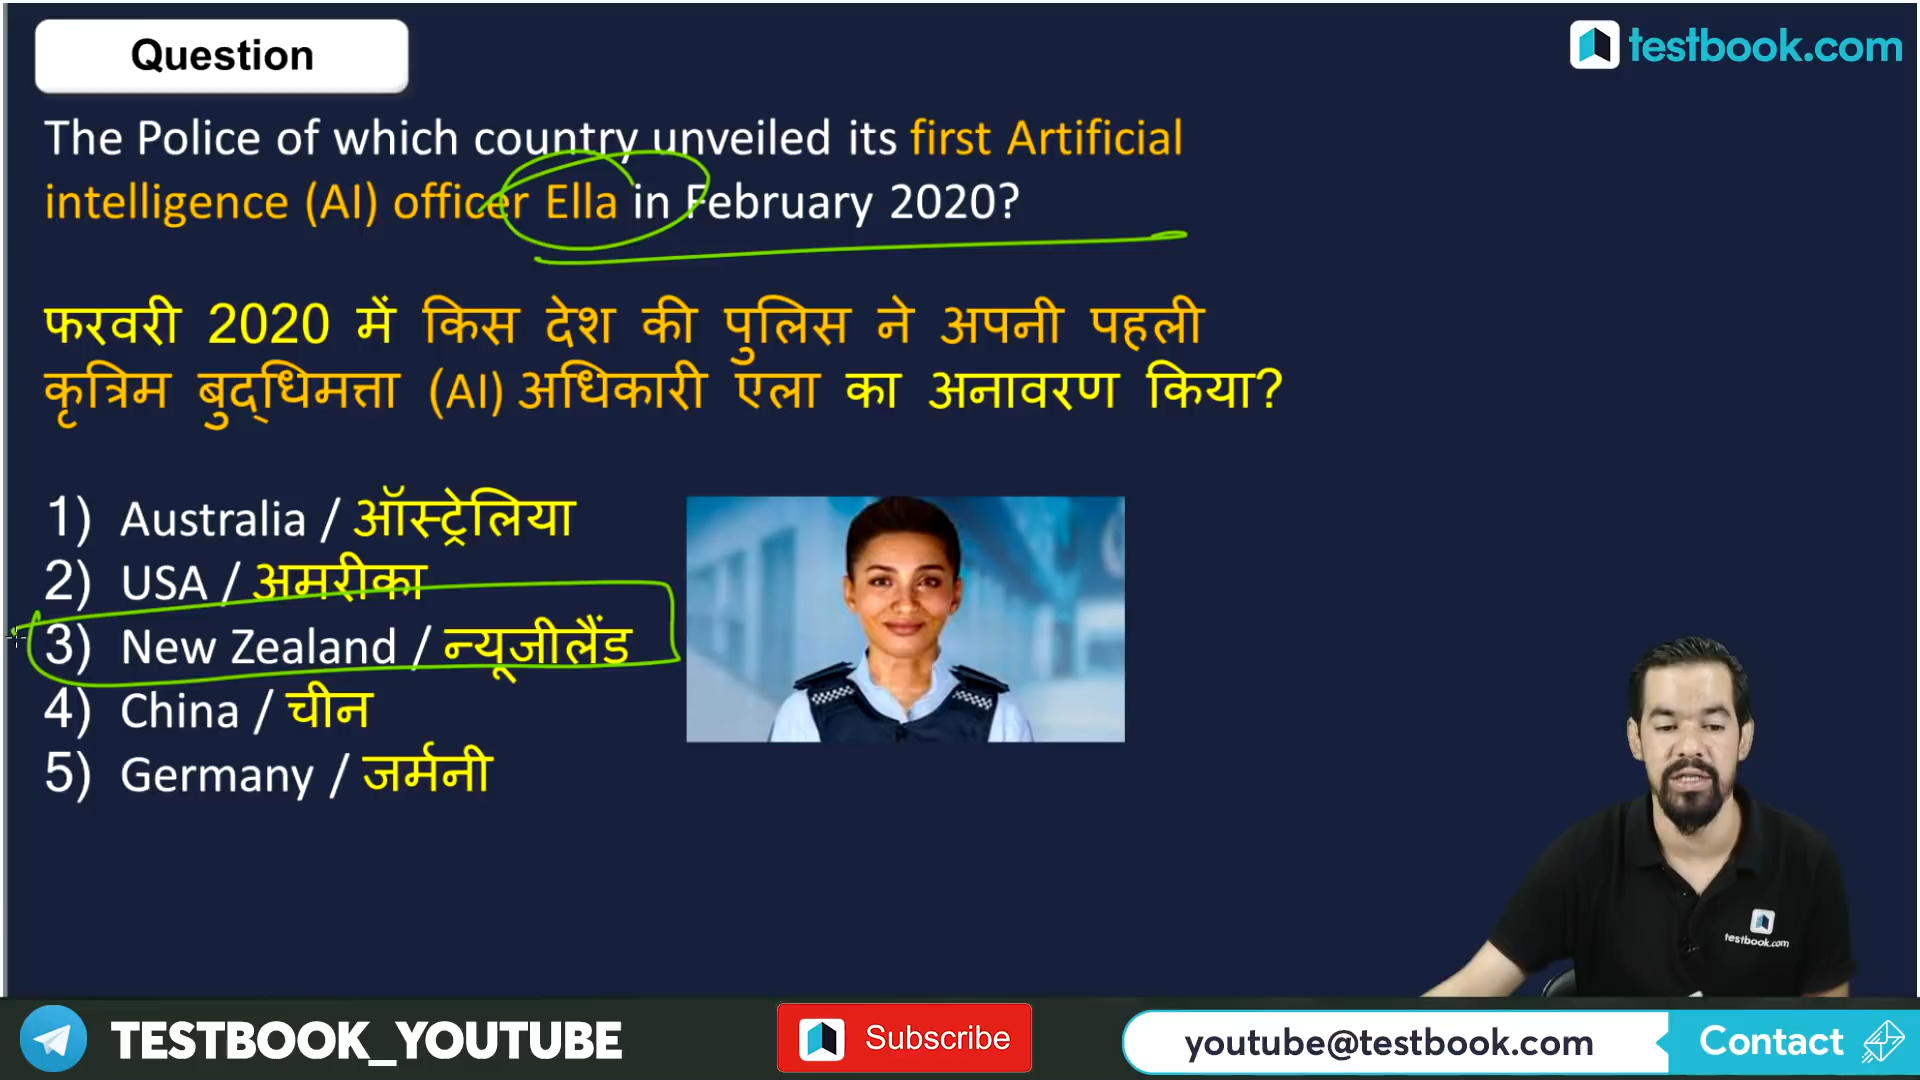 Question
testbook.com
The Police of which country unveiled its first Artificial
intelligence (AI) officer Ella in February 2020?
फरवरी 2020 में किस देश की पुलिस ने अपनी पहली
कृत्रिम बुद्धिमत्ता (AI) अधिकारी एला का अनावरण किया?
1) Australia / ऑस्ट्रेलिया
2) USA / अमरीका
3) New Zealand / न्यूजीलैंड
4) China / चीन
5) Germany / जर्मनी
testbook.com
TESTBOOK_YOUTUBE
Subscribe
youtube@testbook.com
Contact